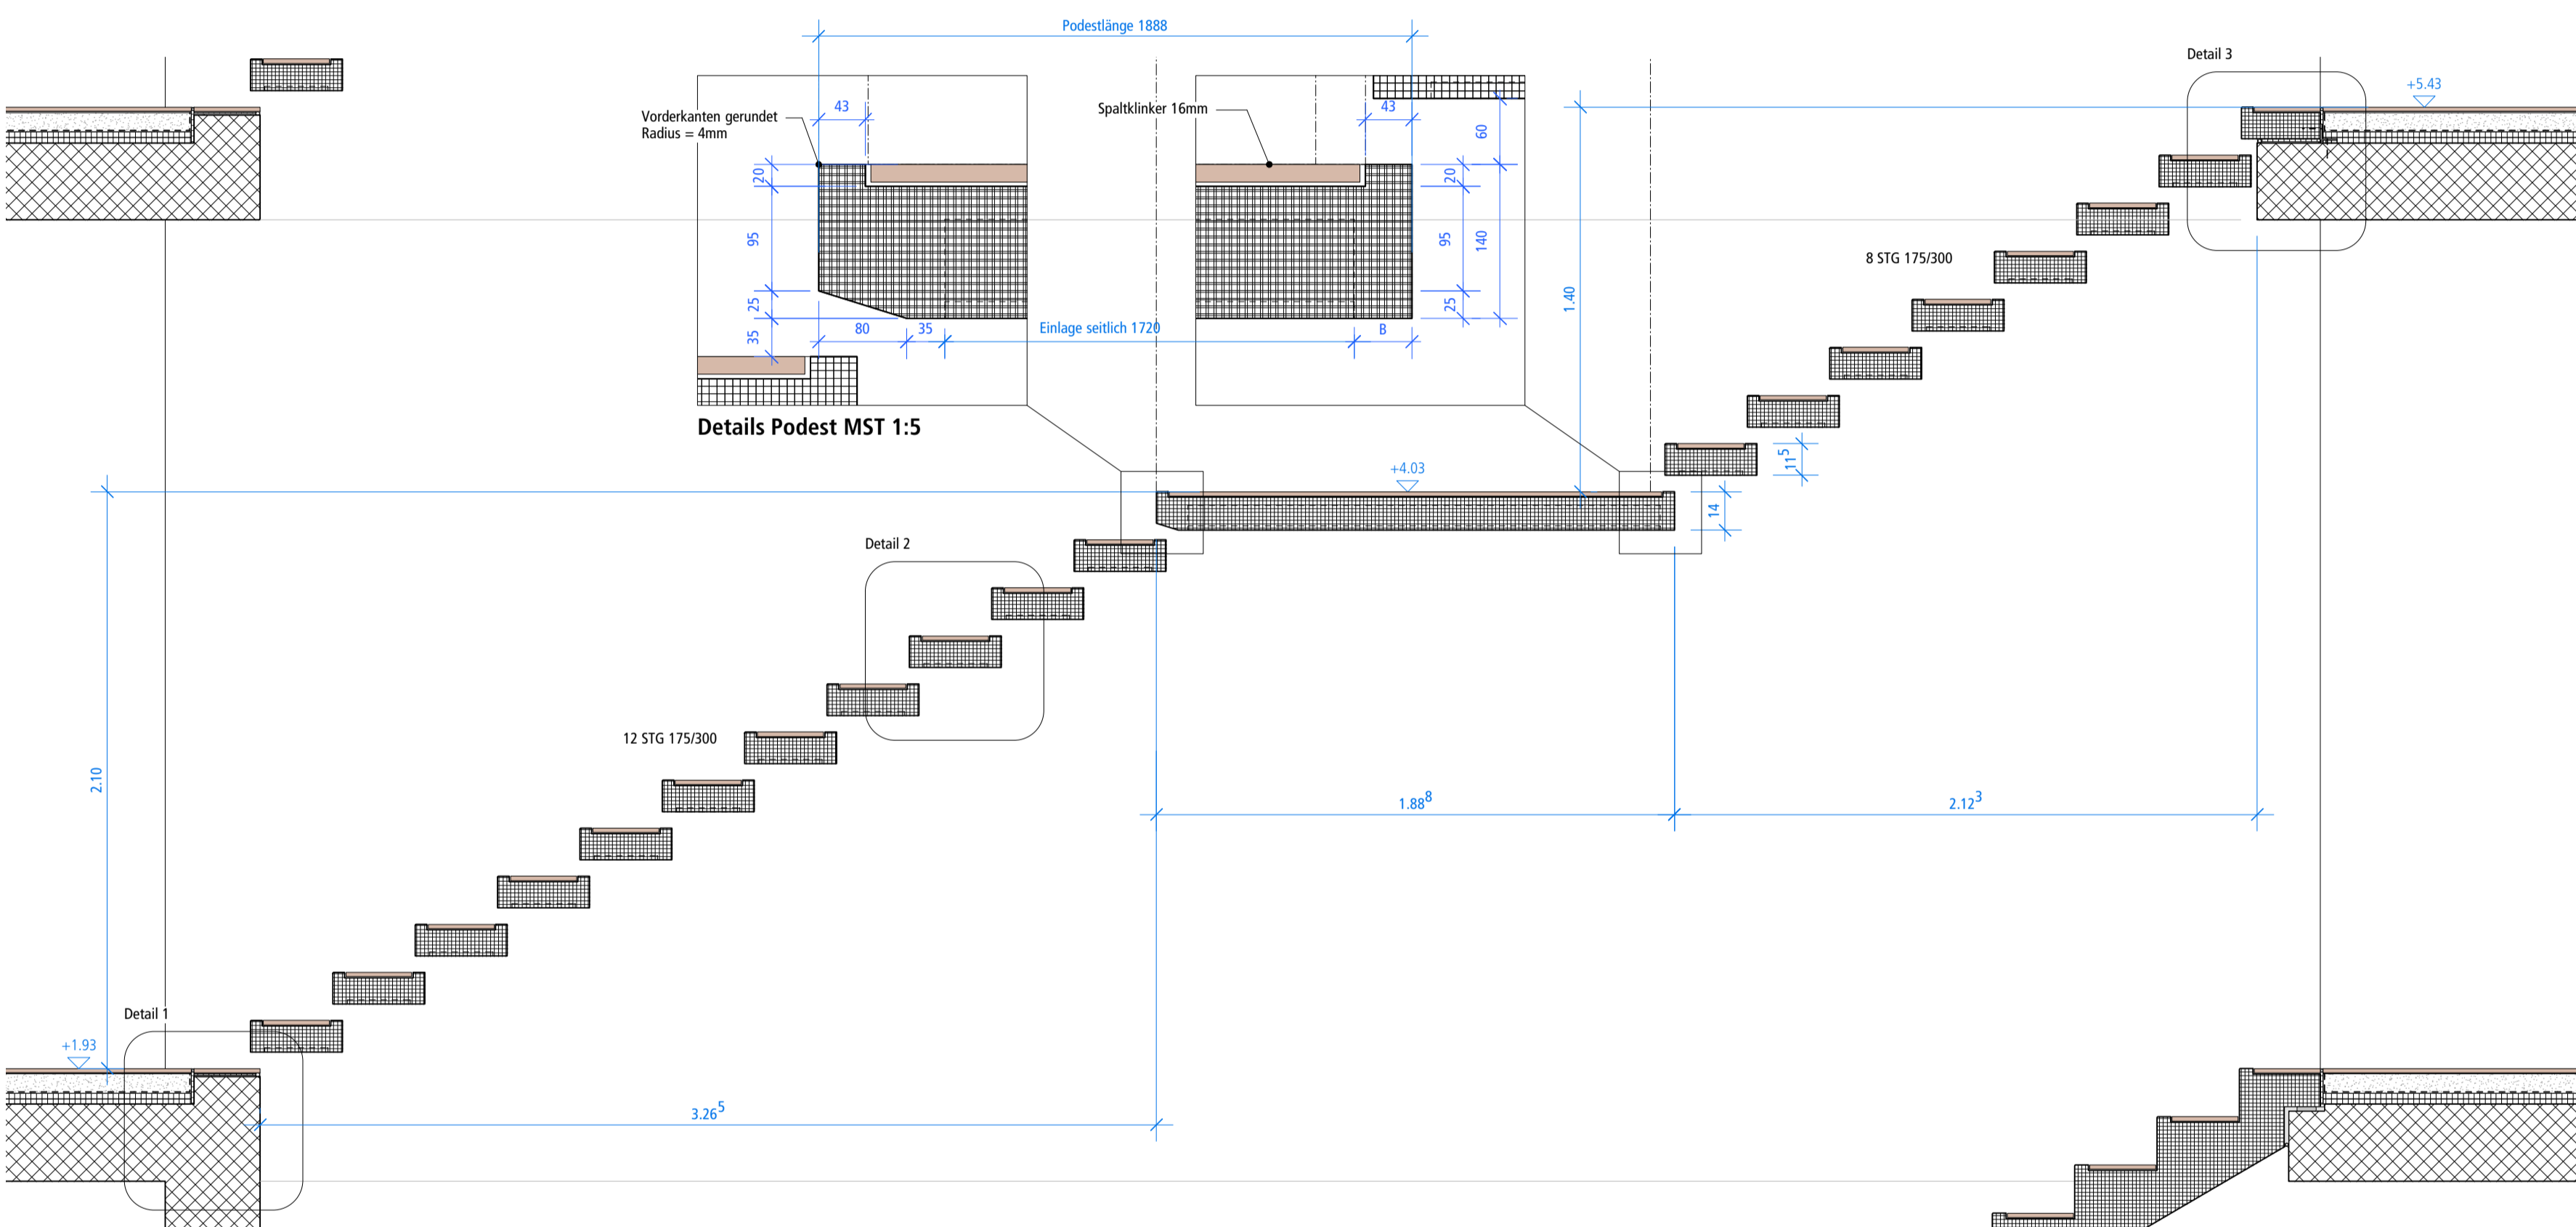 Podestlänge 1888
Detail 3
+5.43
43
43
Vorderkanten gerundet
Radius = 4mm
Spaltklinker 16mm
60
20
20
95
95
140
8 STG 175/300
1.40
25
25
35
80
35
Einlage seitlich 1720
B
Details Podest MST 1:5
11⁵
+4.03
14
Detail 2
12 STG 175/300
2.10
1.88⁸
2.12³
Detail 1
+1.93
3.26⁵